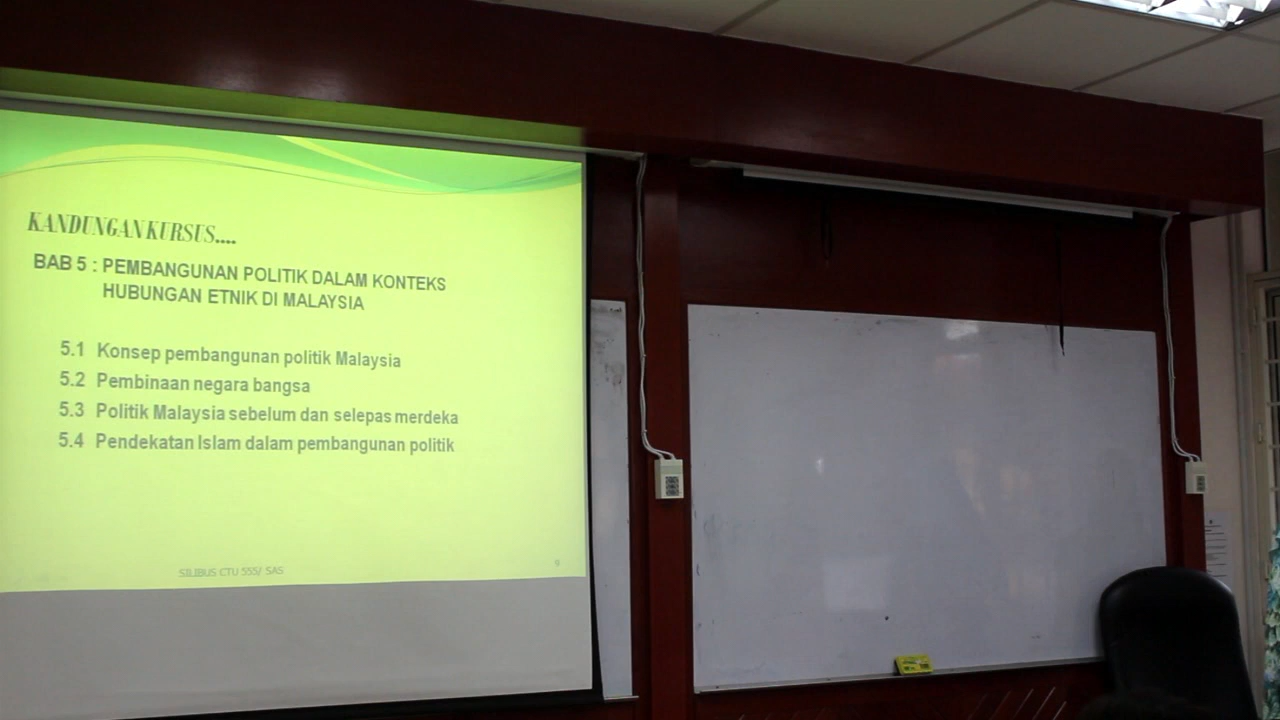 KANDUNGAN KURSUS....
BAB 5 : PEMBANGUNAN POLITIK DALAM KONTEKS
HUBUNGAN ETNIK DI MALAYSIA
5.1 Konsep pembangunan politik Malaysia
5.2 Pembinaan negara bangsa
5.3 Politik Malaysia sebelum dan selepas merdeka
5.4 Pendekatan Islam dalam pembangunan politik
SILIBUS CTU 555/ SAS
9